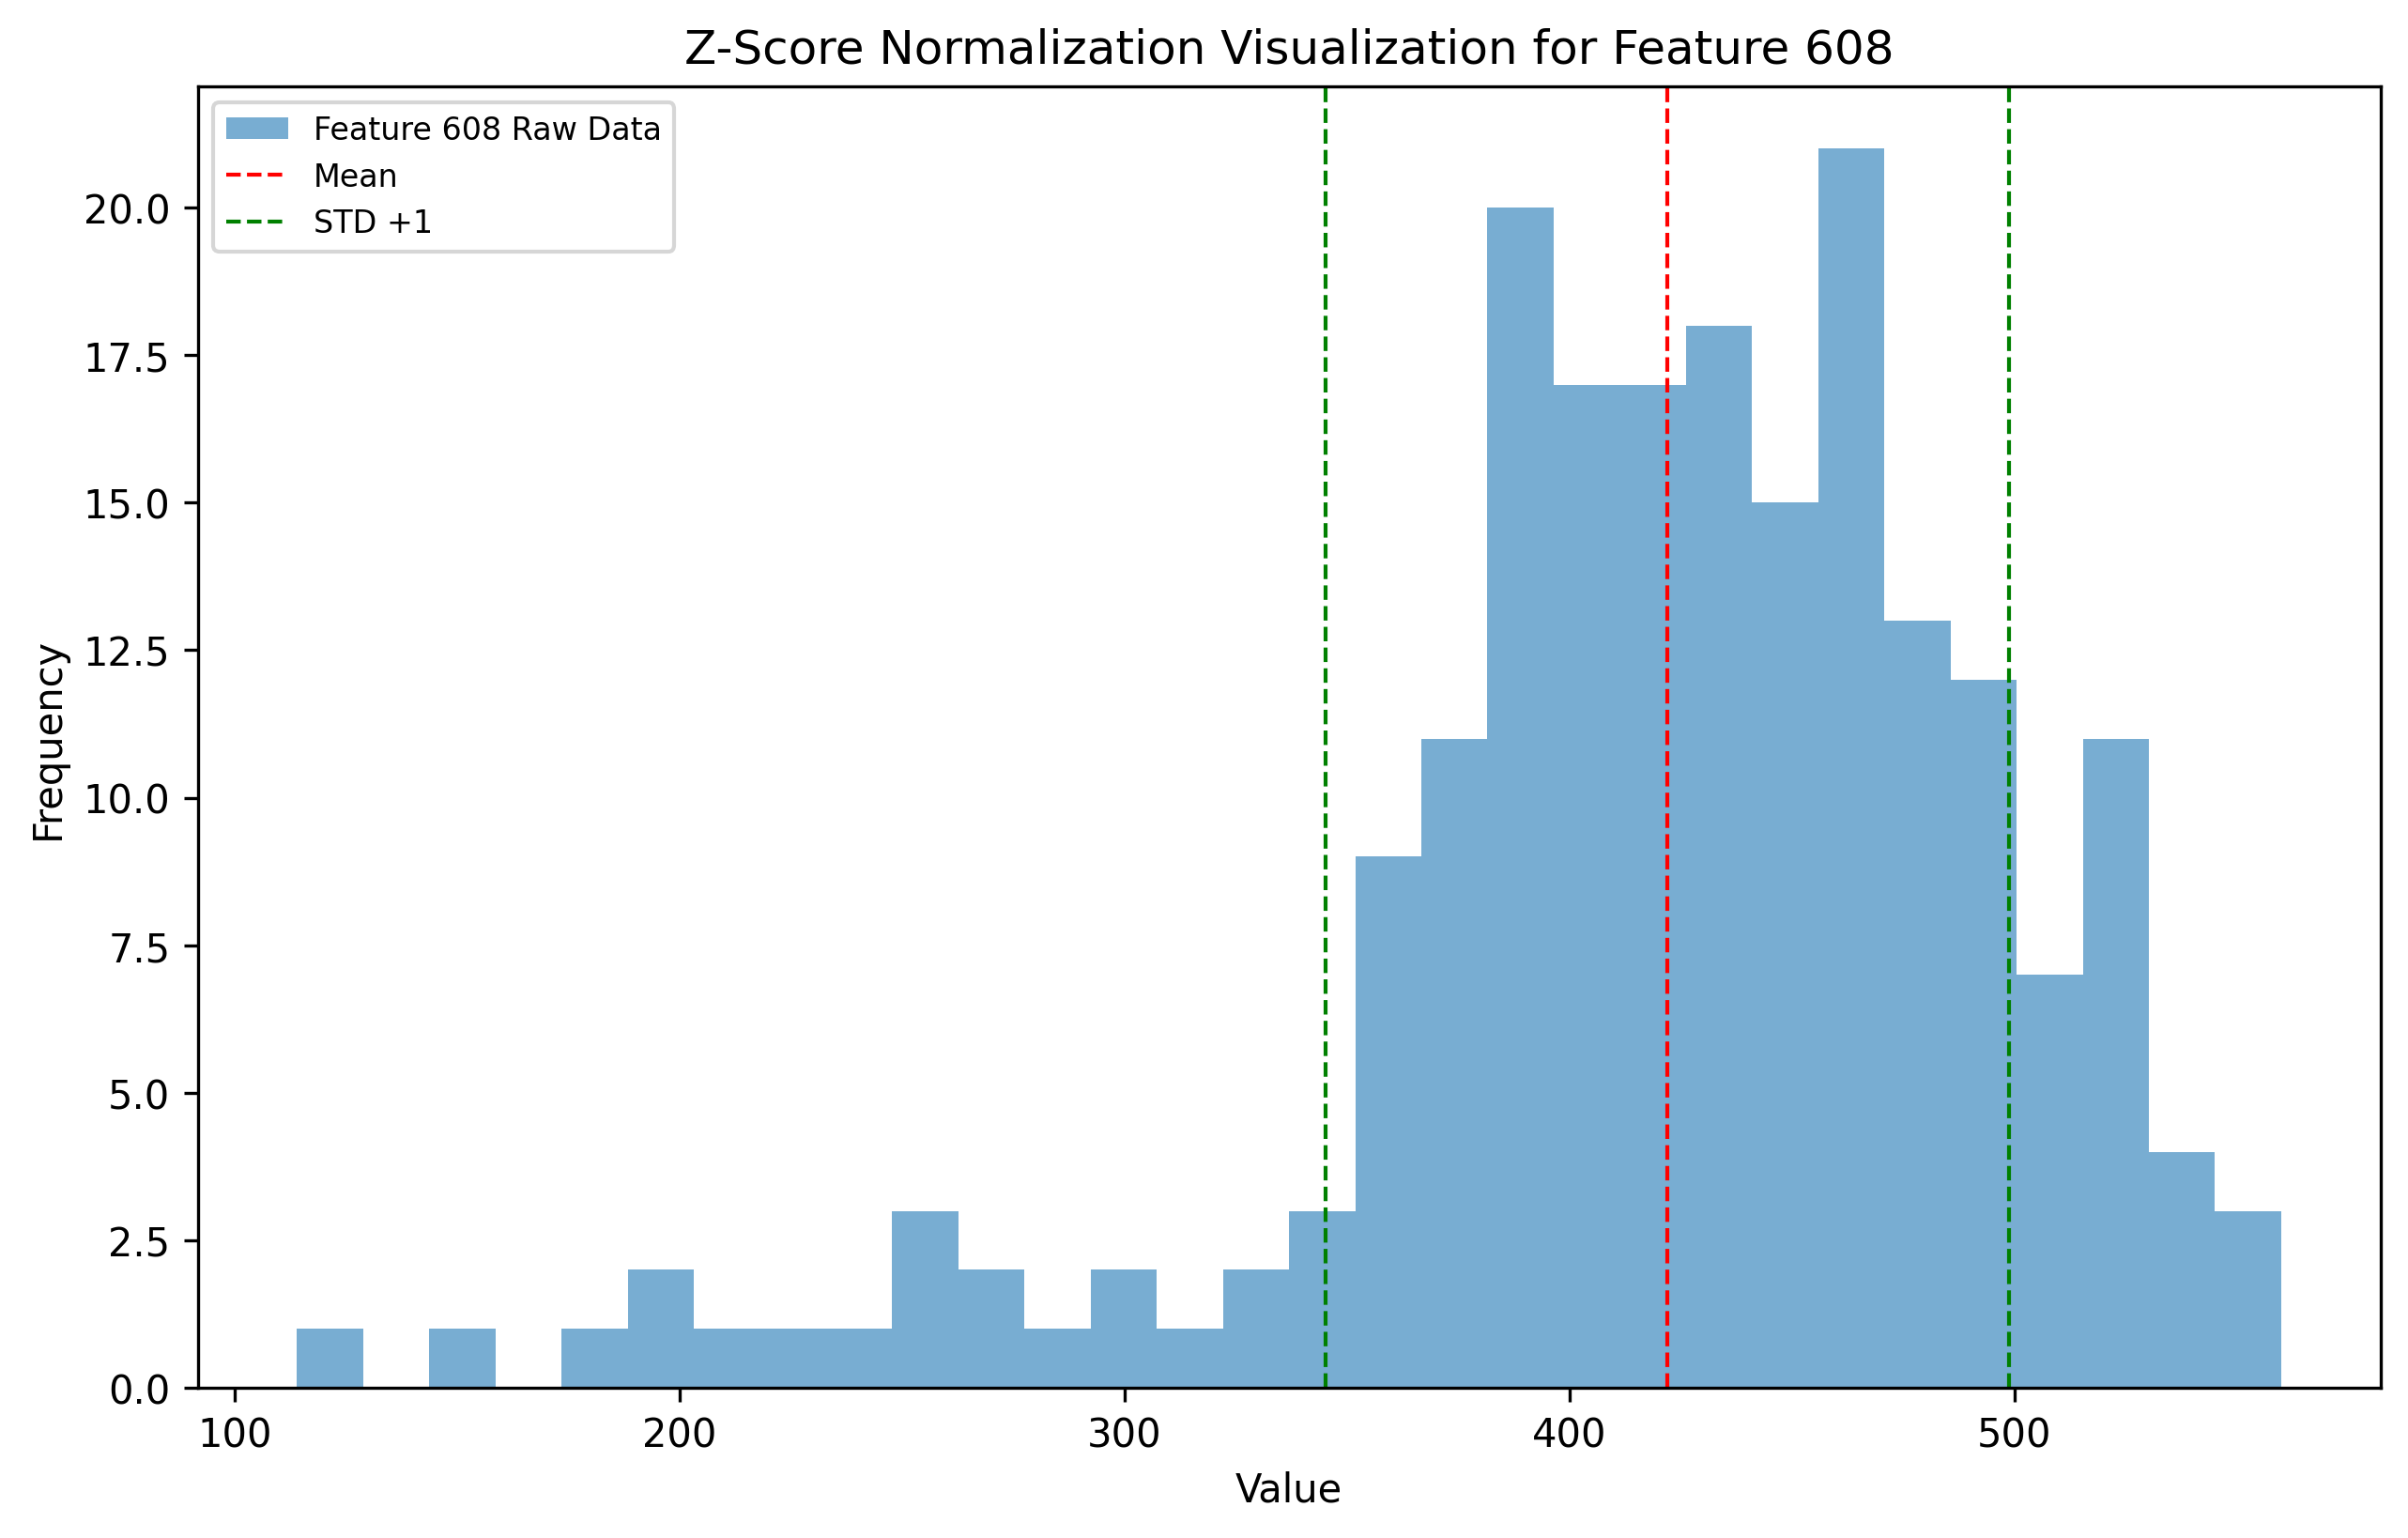 Z-Score Normalization Visualization for Feature 608
Feature 608 Raw Data
Mean
STD +1
Frequency
20.0
17.5
15.0
12.5
10.0
7.5
5.0
2.5
0.0
100 200 300 400 500
Value